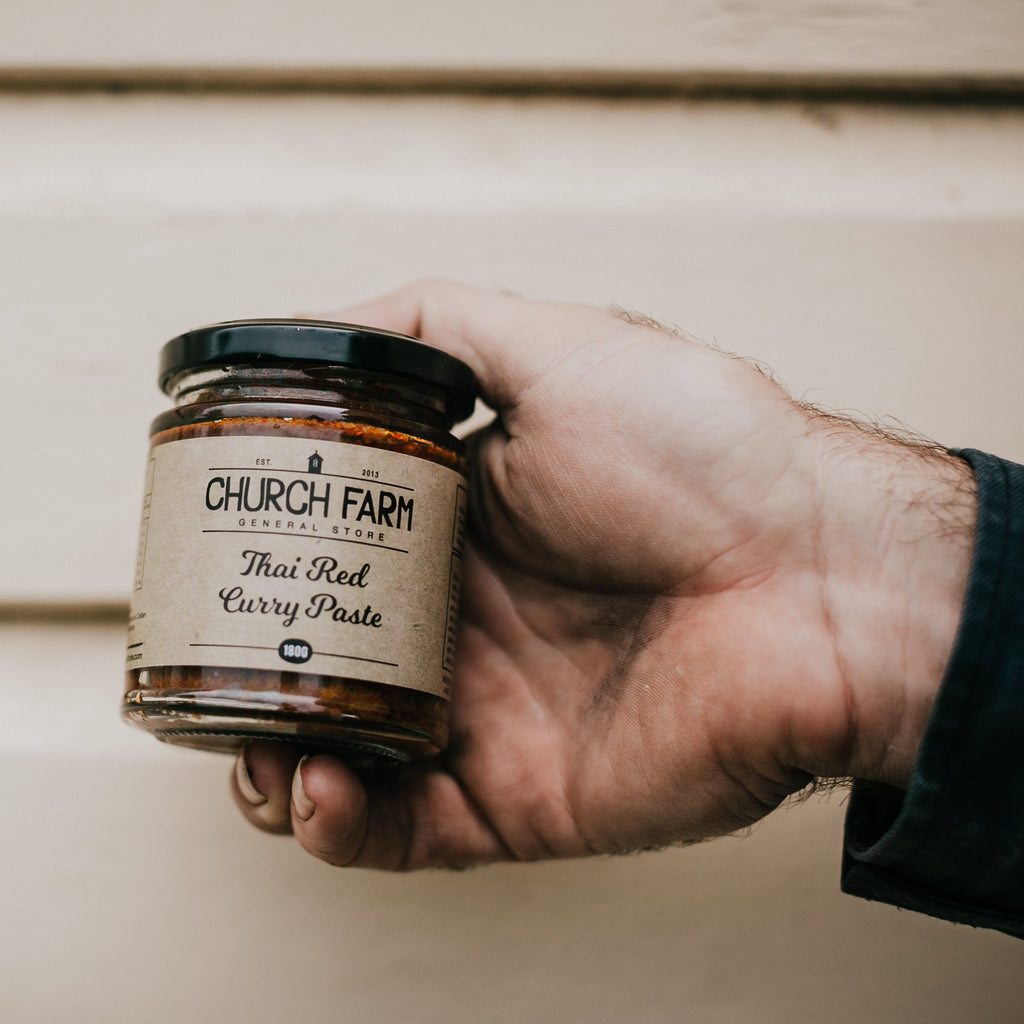 EST. 2013
CHURCH FARM
GENERAL STORE
Thai Red
Curry Paste
180G